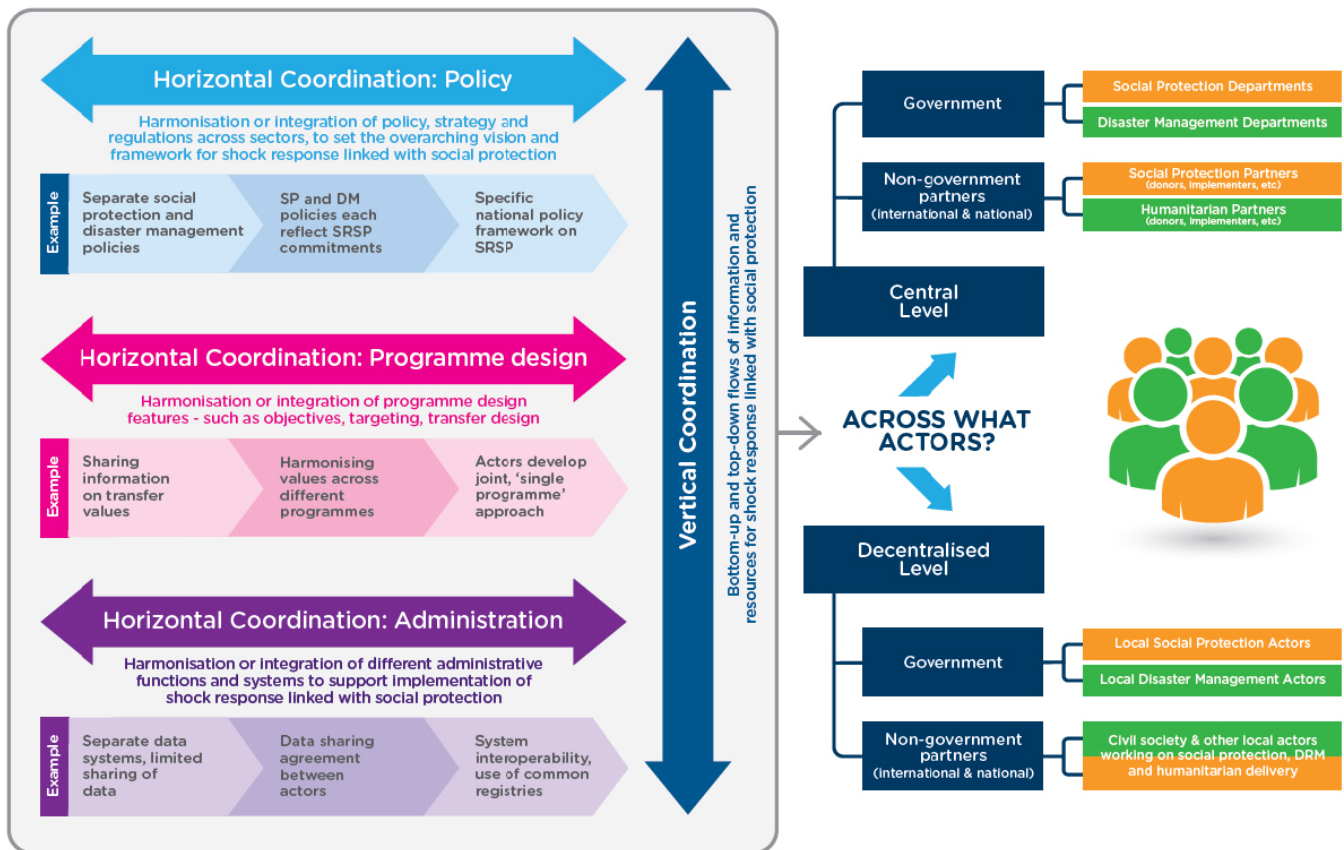 Horizontal Coordination: Policy
Harmonisation or integration of policy, strategy and
regulations across sectors, to set the overarching vision and
framework for shock response linked with social protection
Example
Separate social
protection and
disaster management
policies
SP and DM
policies each
reflect SRSP
commitments
Specific
national policy
framework on
SRSP
Horizontal Coordination: Programme design
Harmonisation or integration of programme design
features - such as objectives, targeting, transfer design
Example
Sharing
information
on transfer
values
Harmonising
values across
different
programmes
Actors develop
joint, ‘single
programme’
approach
Horizontal Coordination: Administration
Harmonisation or integration of different administrative
functions and systems to support implementation of
shock response linked with social protection
Example
Separate data
systems, limited
sharing of
data
Data sharing
agreement
between
actors
System
interoperability,
use of common
registries
Vertical Coordination
Bottom-up and top-down flows of information and
resources for shock response linked with social protection
ACROSS WHAT
ACTORS?
Government
Social Protection Departments
Disaster Management Departments
Non-government
partners
(international & national)
Social Protection Partners
(donors, implementers, etc)
Humanitarian Partners
(donors, implementers, etc)
Central
Level
Decentralised
Level
Government
Local Social Protection Actors
Local Disaster Management Actors
Non-government
partners
(international & national)
Civil society & other local actors
working on social protection, DRM
and humanitarian delivery